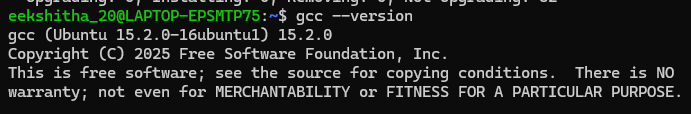 eekshitha_20@LAPTOP-EPSMTP75:~$ gcc --version
gcc (Ubuntu 15.2.0-16ubuntu1) 15.2.0
Copyright (C) 2025 Free Software Foundation, Inc.
This is free software; see the source for copying conditions.  There is NO
warranty; not even for MERCHANTABILITY or FITNESS FOR A PARTICULAR PURPOSE.